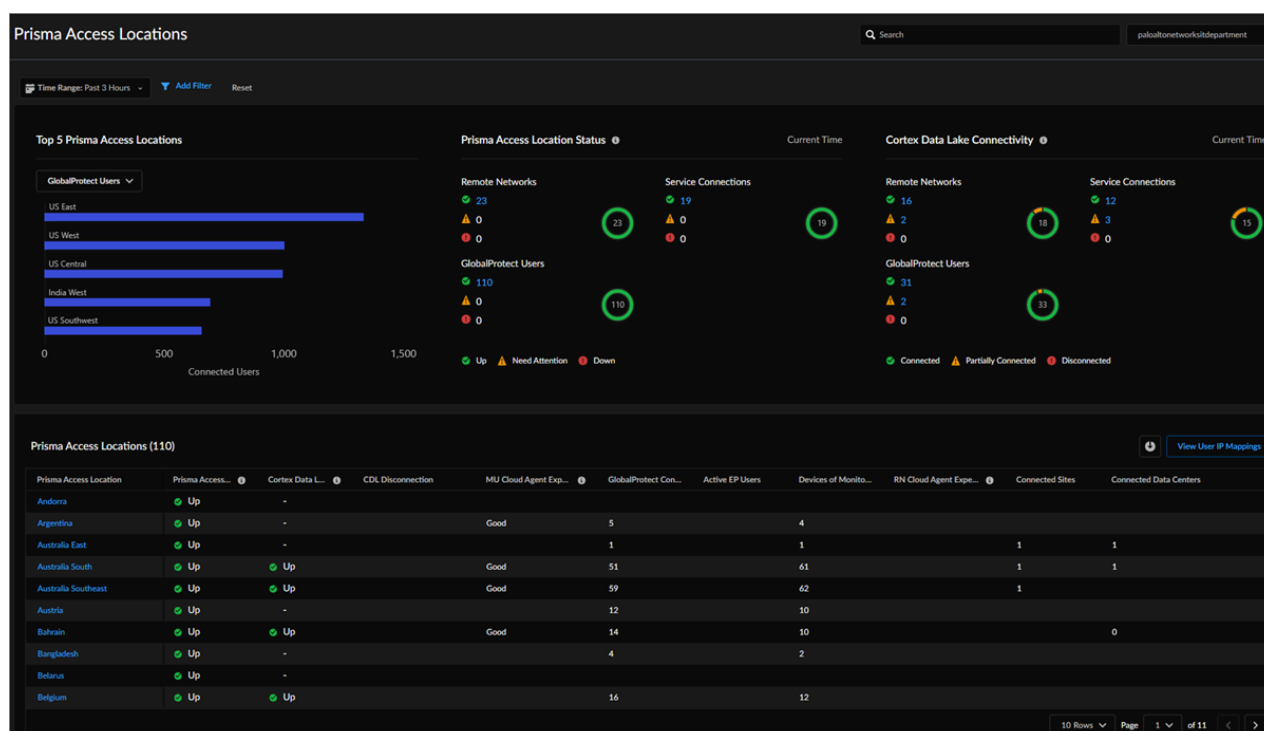 Prisma Access Locations
Search
paloaltonetworksitdepartment
Time Range: Past 3 Hours
Add Filter
Reset
Top 5 Prisma Access Locations
GlobalProtect Users
US East
US West
US Central
India West
US Southwest
0 500 1,000 1,500
Connected Users
Prisma Access Location Status
Current Time
Remote Networks
23
0
0
23
Service Connections
19
0
0
19
GlobalProtect Users
110
0
0
110
Up Need Attention Down
Cortex Data Lake Connectivity
Current Time
Remote Networks
16
2
0
18
Service Connections
12
3
0
15
GlobalProtect Users
31
2
0
33
Connected Partially Connected Disconnected
Prisma Access Locations (110)
View User IP Mappings
Prisma Access Location Prisma Access... Cortex Data L... CDL Disconnection MU Cloud Agent Exp... GlobalProtect Con... Active EP Users Devices of Monito... RN Cloud Agent Expe... Connected Sites Connected Data Centers
Andorra Up -
Argentina Up - Good 5 4
Australia East Up - 1 1 1 1
Australia South Up Up Good 51 61 1 1
Australia Southeast Up Up Good 59 62 1
Austria Up - 12 10
Bahrain Up Up Good 14 10 0
Bangladesh Up - 4 2
Belarus Up -
Belgium Up Up 16 12
10 Rows Page 1 of 11